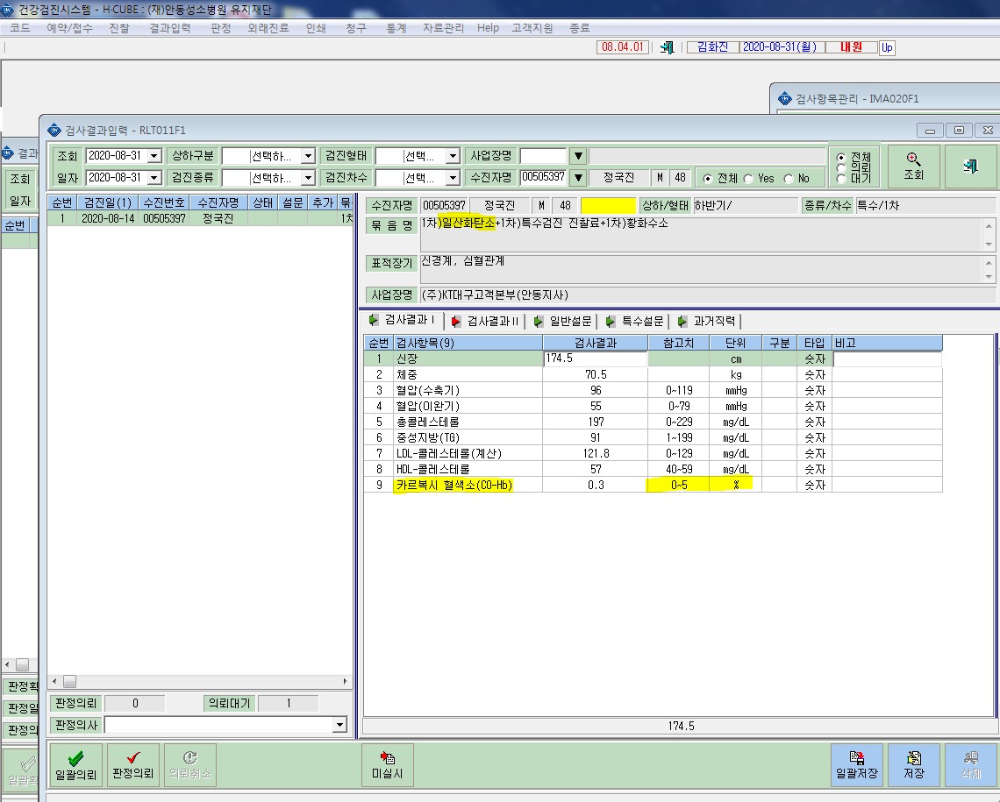 건강검진시스템 - H-CUBE : (재)안동성소병원 유지재단
코드 예약/접수 진찰 결과입력 판정 외래진료 인쇄 청구 통계 자료관리 Help 고객지원 종료
08.04.01 김화진 2020-08-31(월) 내원 Up
검사항목관리 - IMA020F1
검사결과입력 - RLT011F1
결과
조회 2020-08-31 상하구분 선택하... 검진형태 선택... 사업장명 전체 의뢰 대기 조회
일자 2020-08-31 검진종류 선택하... 검진차수 선택... 수진자명 00505397 정국진 M 48 전체 Yes No
조회
일자
순번
순번 검진일(1) 수진번호 수진자명 상태 설문 추가 묶
1 2020-08-14 00505397 정국진 1차
수진자명 00505397 정국진 M 48 상하/형태 하반기/ 종류/차수 특수/1차
묶 음 명 1차)일산화탄소+1차)특수검진 진찰료+1차)황화수소
표적장기 신경계, 심혈관계
사업장명 (주)KT대구고객본부(안동지사)
검사결과Ⅰ 검사결과Ⅱ 일반설문 특수설문 과거직력
순번 검사항목(9) 검사결과 참고치 단위 구분 타입 비고
1 신장 174.5 cm 숫자
2 체중 70.5 kg 숫자
3 혈압(수축기) 96 0~119 mmHg 숫자
4 혈압(이완기) 55 0~79 mmHg 숫자
5 총콜레스테롤 197 0~229 mg/dL 숫자
6 중성지방(TG) 91 1~199 mg/dL 숫자
7 LDL-콜레스테롤(계산) 121.8 0~129 mg/dL 숫자
8 HDL-콜레스테롤 57 40~59 mg/dL 숫자
9 카르복시 혈색소(CO-Hb) 0.3 0~5 % 숫자
174.5
판정확
판정일
판정의
일괄확
판정의뢰 0 의뢰대기 1
판정의사
일괄의뢰 판정의뢰 의뢰취소 미실시 일괄저장 저장 삭제